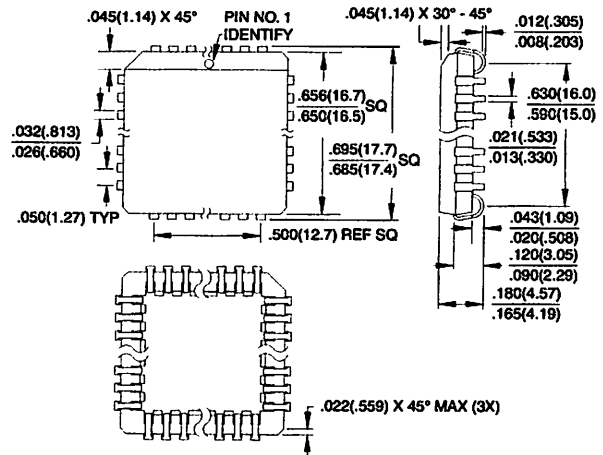 .045(1.14) X 45°
PIN NO. 1
IDENTIFY
.045(1.14) X 30° - 45°
.012(.305)
.008(.203)
.656(16.7)
.650(16.5)
SQ
.630(16.0)
.590(15.0)
.032(.813)
.026(.660)
.695(17.7)
.685(17.4)
SQ
.021(.533)
.013(.330)
.050(1.27) TYP
.500(12.7) REF SQ
.043(1.09)
.020(.508)
.120(3.05)
.090(2.29)
.180(4.57)
.165(4.19)
.022(.559) X 45° MAX (3X)